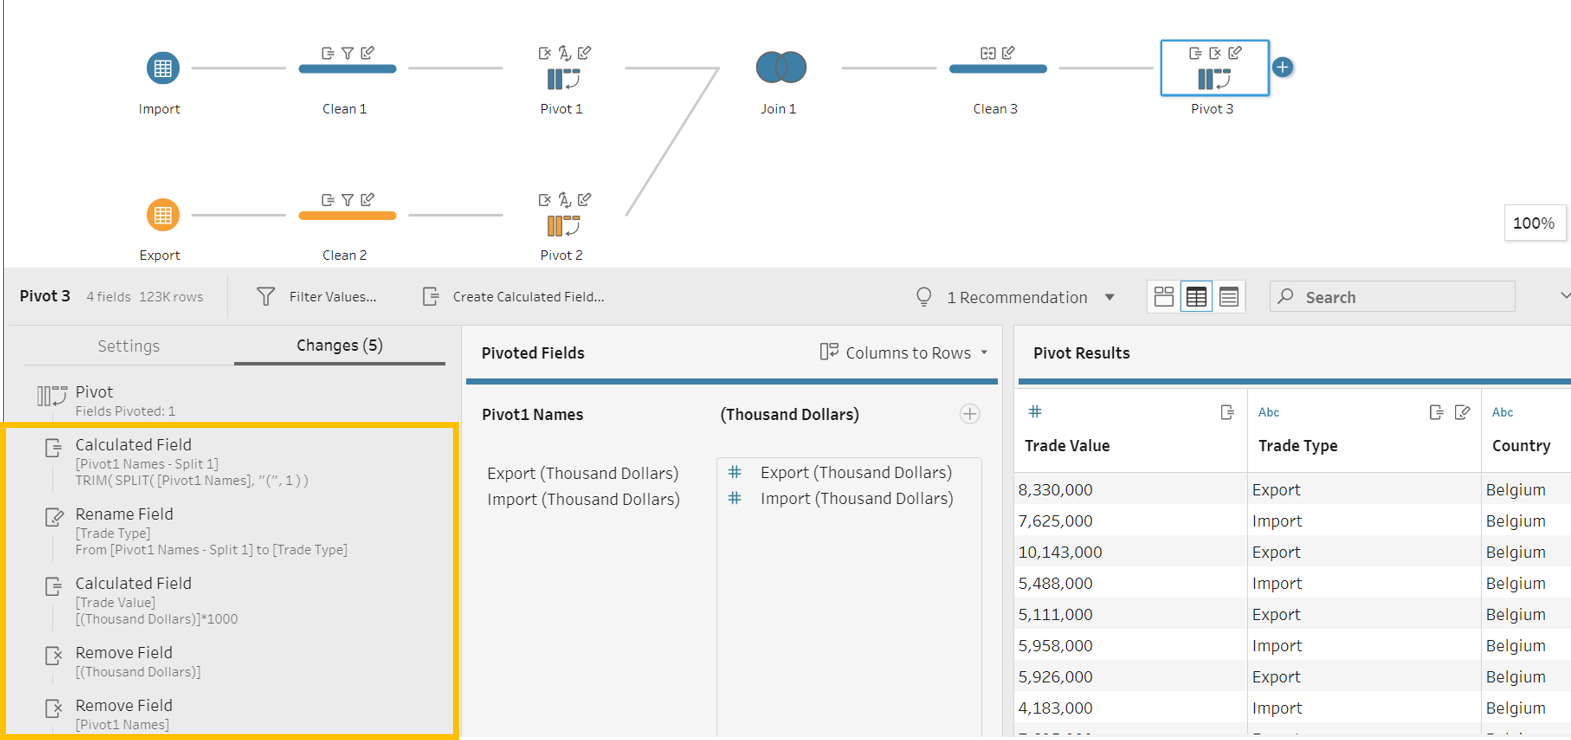 Import
Clean 1
Pivot 1
Join 1
Clean 3
Pivot 3
Export
Clean 2
Pivot 2
100%
Pivot 3 4 fields 123K rows
Filter Values...
Create Calculated Field...
1 Recommendation
Search
Settings
Changes (5)
Pivot
Fields Pivoted: 1
Calculated Field
[Pivot1 Names - Split 1]
TRIM( SPLIT( [Pivot1 Names], "(", 1 ) )
Rename Field
[Trade Type]
From [Pivot1 Names - Split 1] to [Trade Type]
Calculated Field
[Trade Value]
[(Thousand Dollars)]*1000
Remove Field
[(Thousand Dollars)]
Remove Field
[Pivot1 Names]
Pivoted Fields
Columns to Rows
Pivot1 Names
(Thousand Dollars)
Export (Thousand Dollars)
# Export (Thousand Dollars)
Import (Thousand Dollars)
# Import (Thousand Dollars)
Pivot Results
# Abc Abc
Trade Value Trade Type Country
8,330,000 Export Belgium
7,625,000 Import Belgium
10,143,000 Export Belgium
5,488,000 Import Belgium
5,111,000 Export Belgium
5,958,000 Import Belgium
5,926,000 Export Belgium
4,183,000 Import Belgium